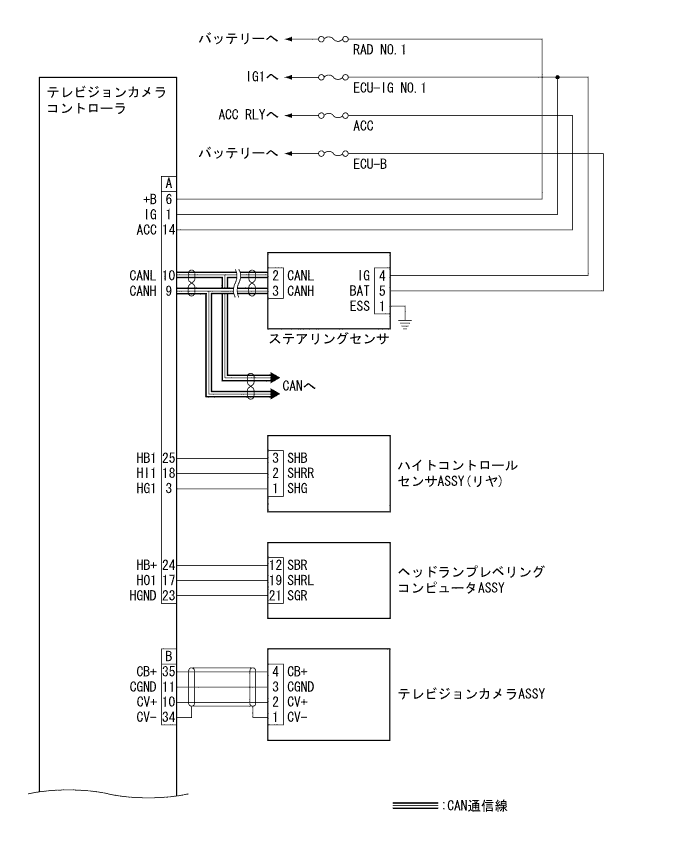 バッテリーへ
RAD NO.1
IG1へ
ECU-IG NO.1
ACC RLYへ
ACC
バッテリーへ
ECU-B
テレビジョンカメラ
コントローラ
A
+B 6
IG 1
ACC 14
CANL 10
CANH 9
2 CANL
3 CANH
IG 4
BAT 5
ESS 1
ステアリングセンサ
CANへ
HB1 25
HI1 18
HG1 3
3 SHB
2 SHRR
1 SHG
ハイトコントロール
センサASSY(リヤ)
HB+ 24
HO1 17
HGND 23
12 SBR
19 SHRL
21 SGR
ヘッドランプレベリング
コンピュータASSY
B
CB+ 35
CGND 11
CV+ 10
CV- 34
4 CB+
3 CGND
2 CV+
1 CV-
テレビジョンカメラASSY
:CAN通信線